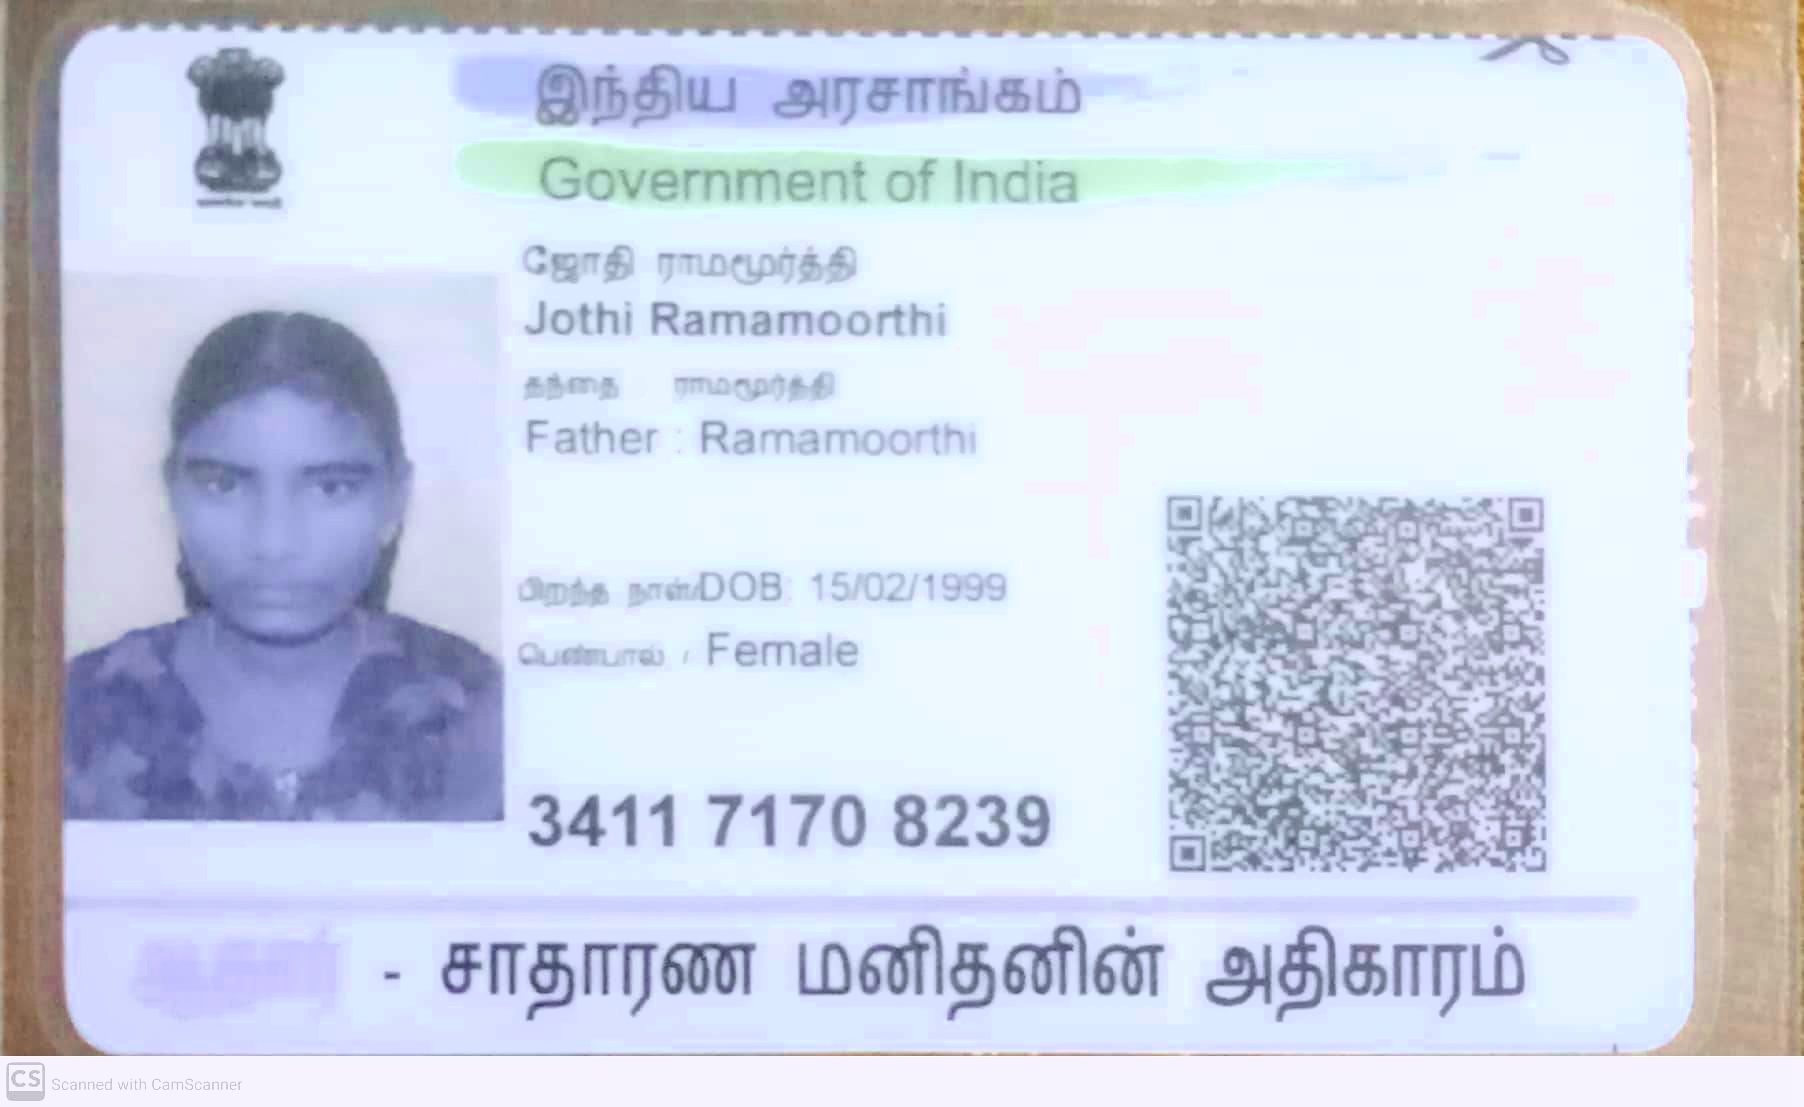 இந்திய அரசாங்கம்
Government of India
ஜோதி ராமமூர்த்தி
Jothi Ramamoorthi
தந்தை ராமமூர்த்தி
Father : Ramamoorthi
பிறந்த நாள்/DOB: 15/02/1999
பெண்பால் / Female
3411 7170 8239
- சாதாரண மனிதனின் அதிகாரம்
CS Scanned with CamScanner